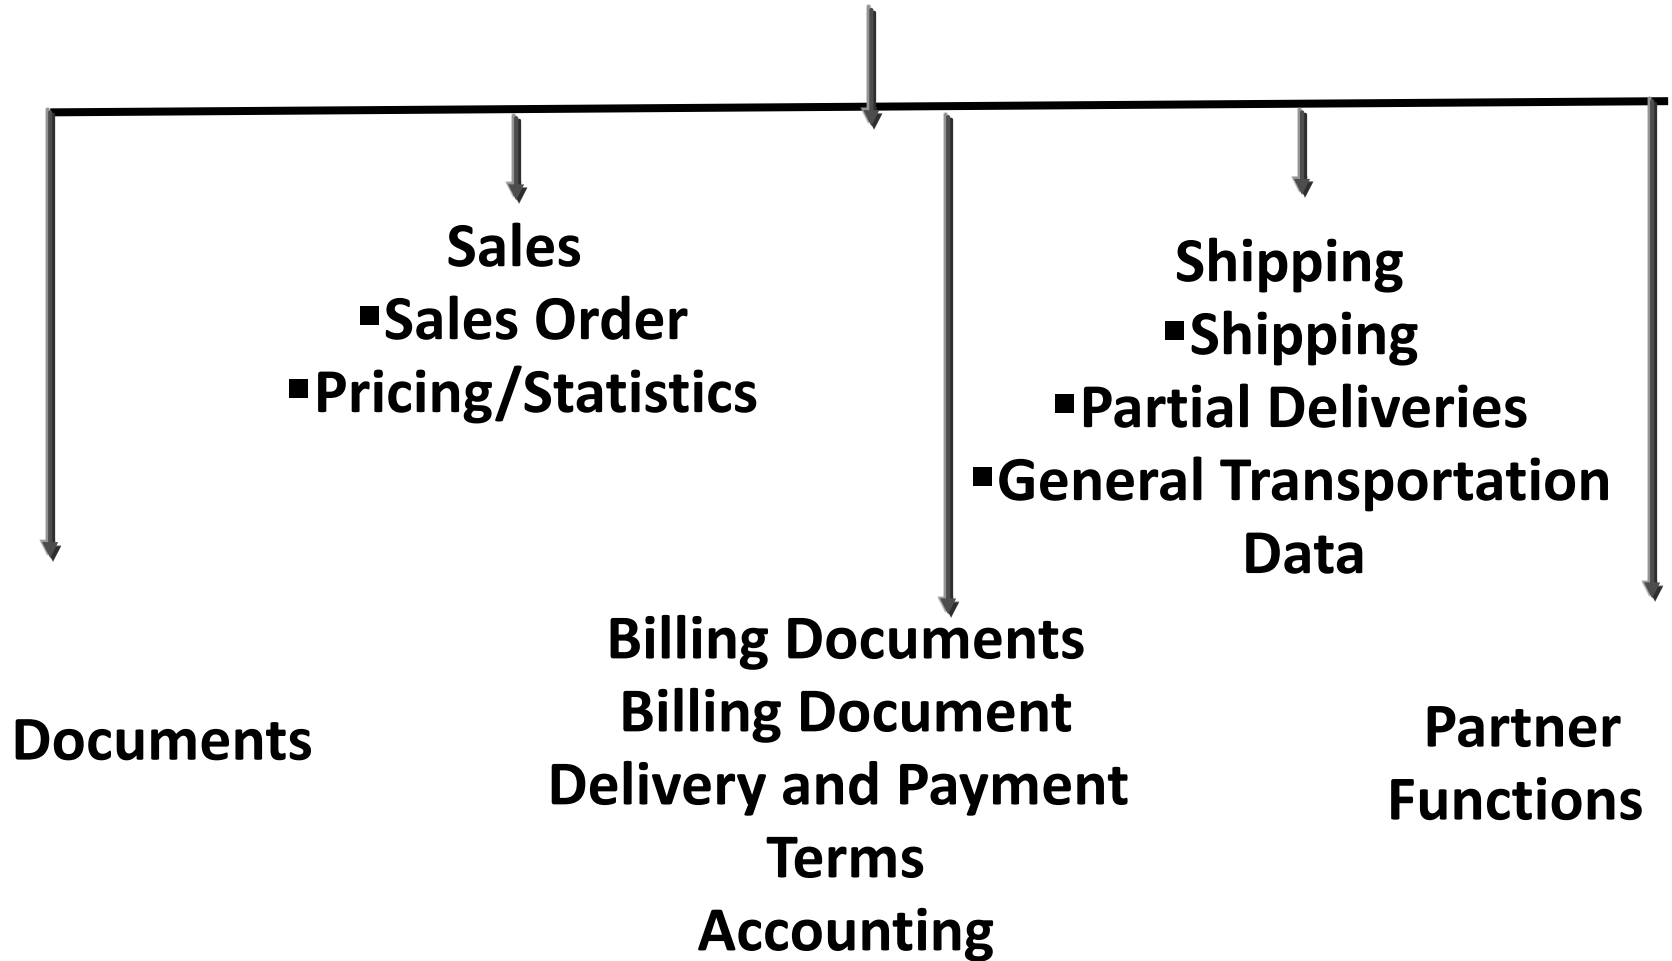 Sales
▪Sales Order
▪Pricing/Statistics
Shipping
▪Shipping
▪Partial Deliveries
▪General Transportation
Data
Documents
Billing Documents
Billing Document
Delivery and Payment
Terms
Accounting
Partner
Functions